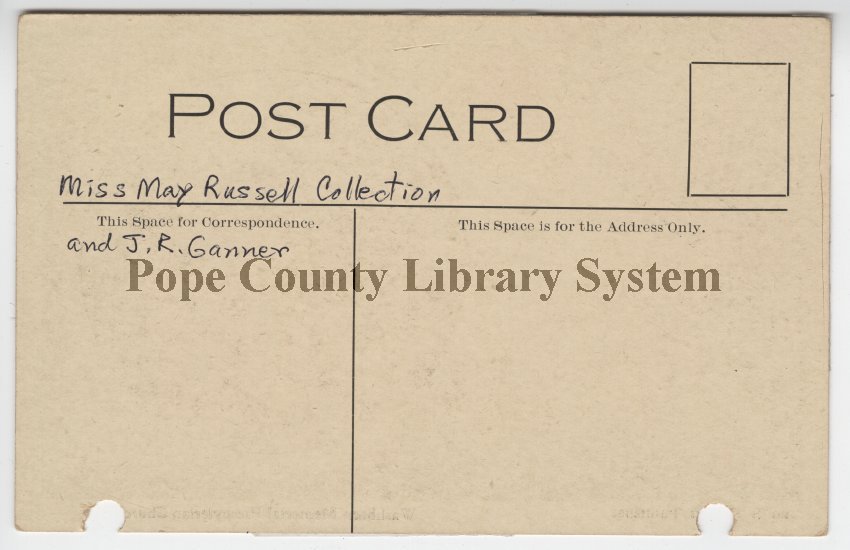 POST CARD
Miss May Russell Collection
This Space for Correspondence.
This Space is for the Address Only.
and J. R. Ganner
Pope County Library System